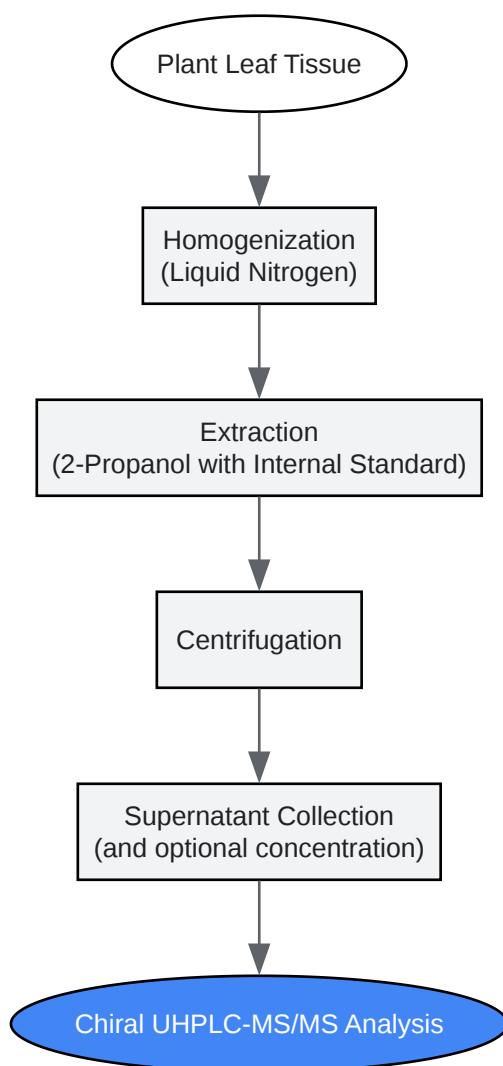 Plant Leaf Tissue
Homogenization
(Liquid Nitrogen)
Extraction
(2-Propanol with Internal Standard)
Centrifugation
Supernatant Collection
(and optional concentration)
Chiral UHPLC-MS/MS Analysis